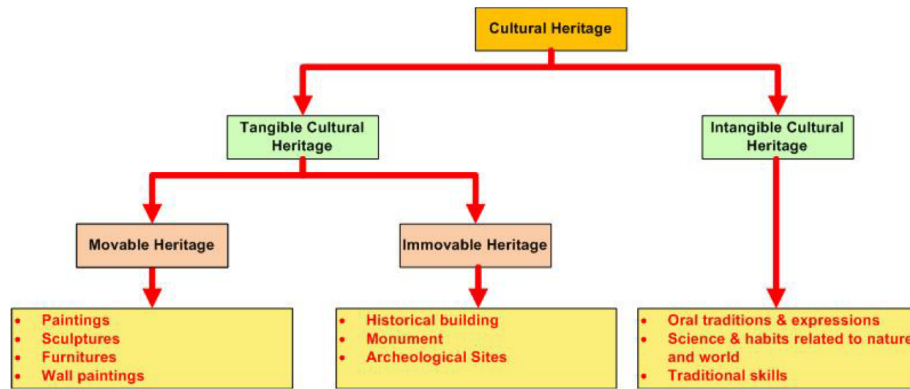 Cultural Heritage
Tangible Cultural
Heritage
Intangible Cultural
Heritage
Movable Heritage
Immovable Heritage
• Paintings
• Sculptures
• Furnitures
• Wall paintings
• Historical building
• Monument
• Archeological Sites
• Oral traditions & expressions
• Science & habits related to nature
and world
• Traditional skills